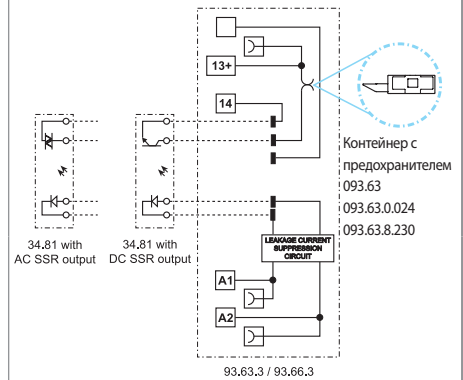 13+
14
Контейнер с
предохранителем
093.63
093.63.0.024
093.63.8.230
34.81 with
AC SSR output
34.81 with
DC SSR output
LEAKAGE CURRENT
SUPPRESSION
CIRCUIT
A1
A2
93.63.3 / 93.66.3